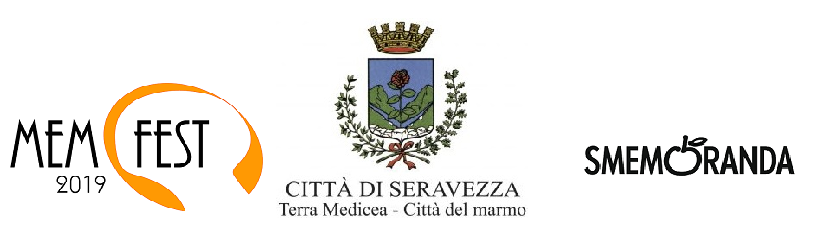 MEM FEST
2019
CITTÀ DI SERAVEZZA
Terra Medicea - Città del marmo
SMEMORANDA